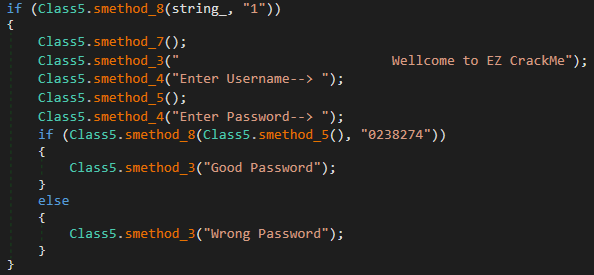 if (Class5.smethod_8(string_, "1"))
{
    Class5.smethod_7();
    Class5.smethod_3("                              Wellcome to EZ CrackMe");
    Class5.smethod_4("Enter Username--> ");
    Class5.smethod_5();
    Class5.smethod_4("Enter Password--> ");
    if (Class5.smethod_8(Class5.smethod_5(), "0238274"))
    {
        Class5.smethod_3("Good Password");
    }
    else
    {
        Class5.smethod_3("Wrong Password");
    }
}